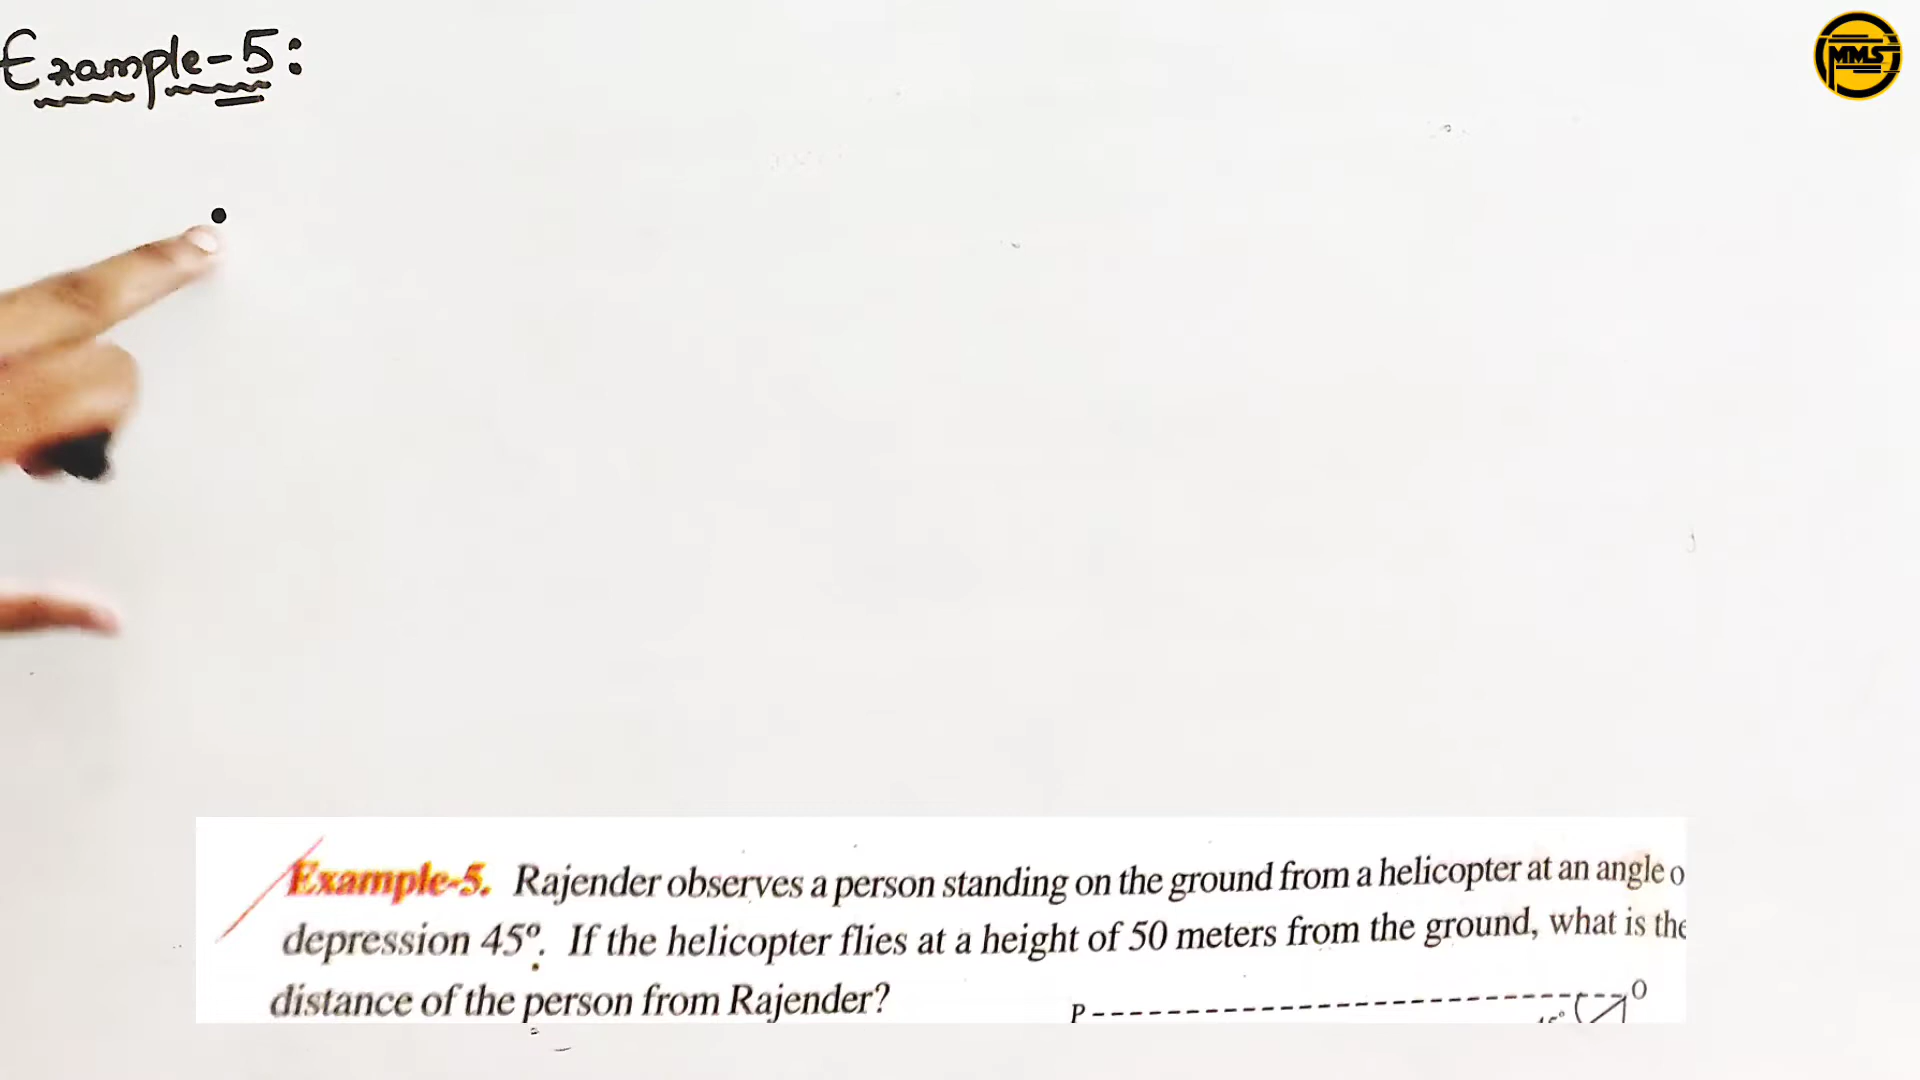 Example-5:
MMS
Example-5. Rajender observes a person standing on the ground from a helicopter at an angle o
depression 45º. If the helicopter flies at a height of 50 meters from the ground, what is the
distance of the person from Rajender?
P O